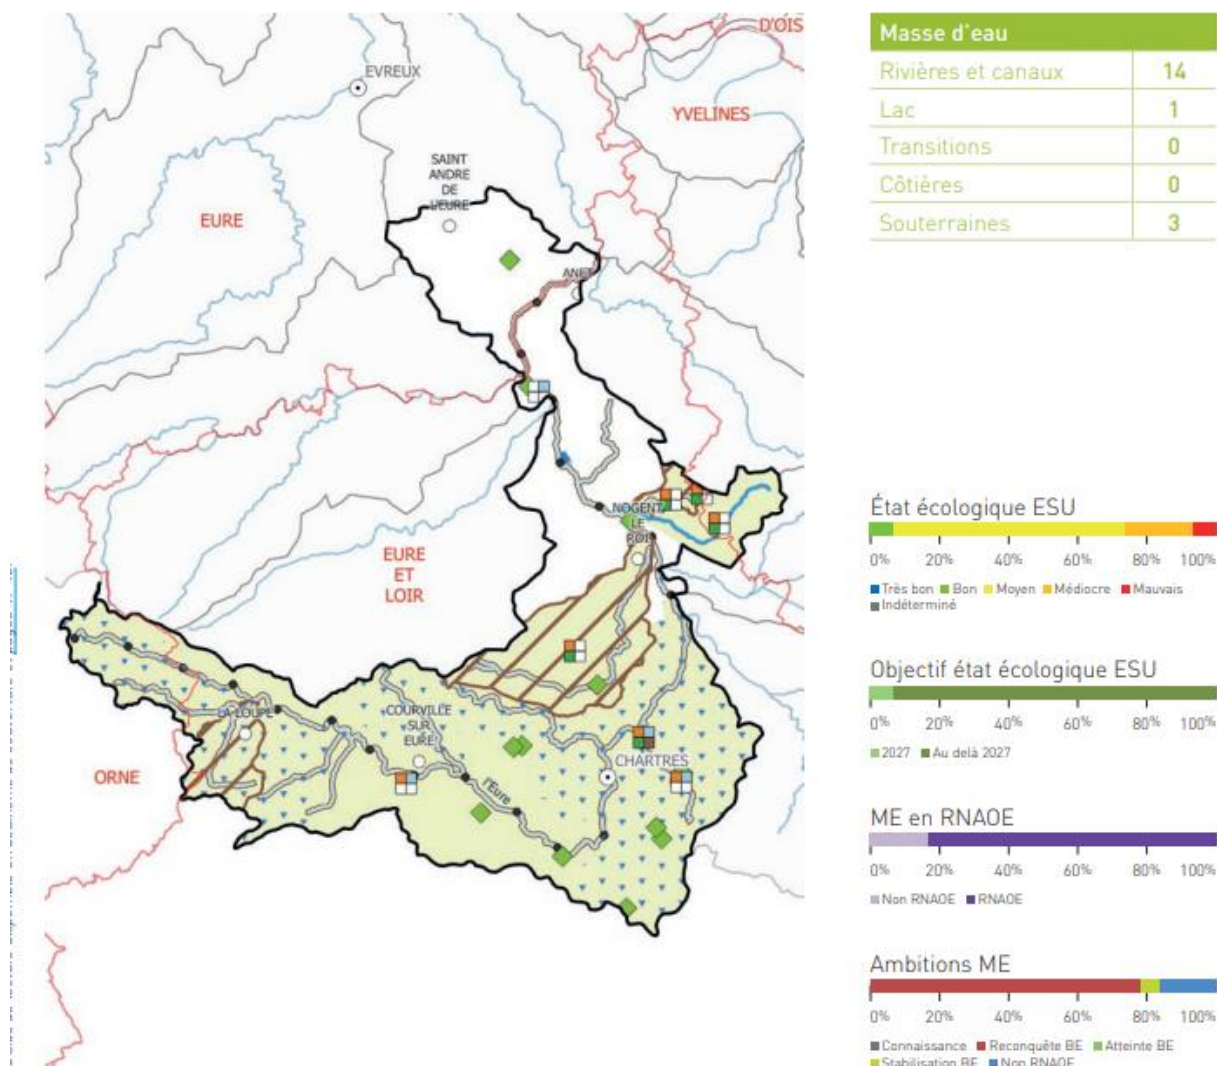 D'OIS
EVREUX
YVELINES
SAINT
ANDRE
DE
L'EURE
EURE
NOGENT
LE
ROI
EURE
ET
LOIR
LA LOUPE
COURVILLE
SUR
EURE
ORNE
l'Eure
CHARTRES
Masse d'eau
Rivières et canaux 14
Lac 1
Transitions 0
Côtières 0
Souterraines 3
État écologique ESU
0% 20% 40% 60% 80% 100%
Très bon Bon Moyen Médiocre Mauvais
Indéterminé
Objectif état écologique ESU
0% 20% 40% 60% 80% 100%
2027 Au delà 2027
ME en RNAOE
0% 20% 40% 60% 80% 100%
Non RNAOE RNAOE
Ambitions ME
0% 20% 40% 60% 80% 100%
Connaissance Reconquête BE Atteinte BE
Stabilisation BE Non RNAOE